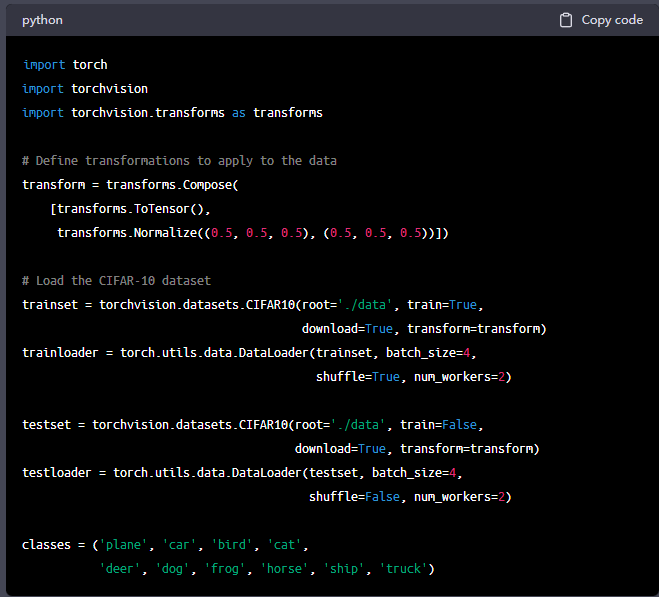 python
Copy code
import torch
import torchvision
import torchvision.transforms as transforms
# Define transformations to apply to the data
transform = transforms.Compose(
    [transforms.ToTensor(),
     transforms.Normalize((0.5, 0.5, 0.5), (0.5, 0.5, 0.5))])
# Load the CIFAR-10 dataset
trainset = torchvision.datasets.CIFAR10(root='./data', train=True,
                                        download=True, transform=transform)
trainloader = torch.utils.data.DataLoader(trainset, batch_size=4,
                                          shuffle=True, num_workers=2)
testset = torchvision.datasets.CIFAR10(root='./data', train=False,
                                       download=True, transform=transform)
testloader = torch.utils.data.DataLoader(testset, batch_size=4,
                                         shuffle=False, num_workers=2)
classes = ('plane', 'car', 'bird', 'cat',
           'deer', 'dog', 'frog', 'horse', 'ship', 'truck')